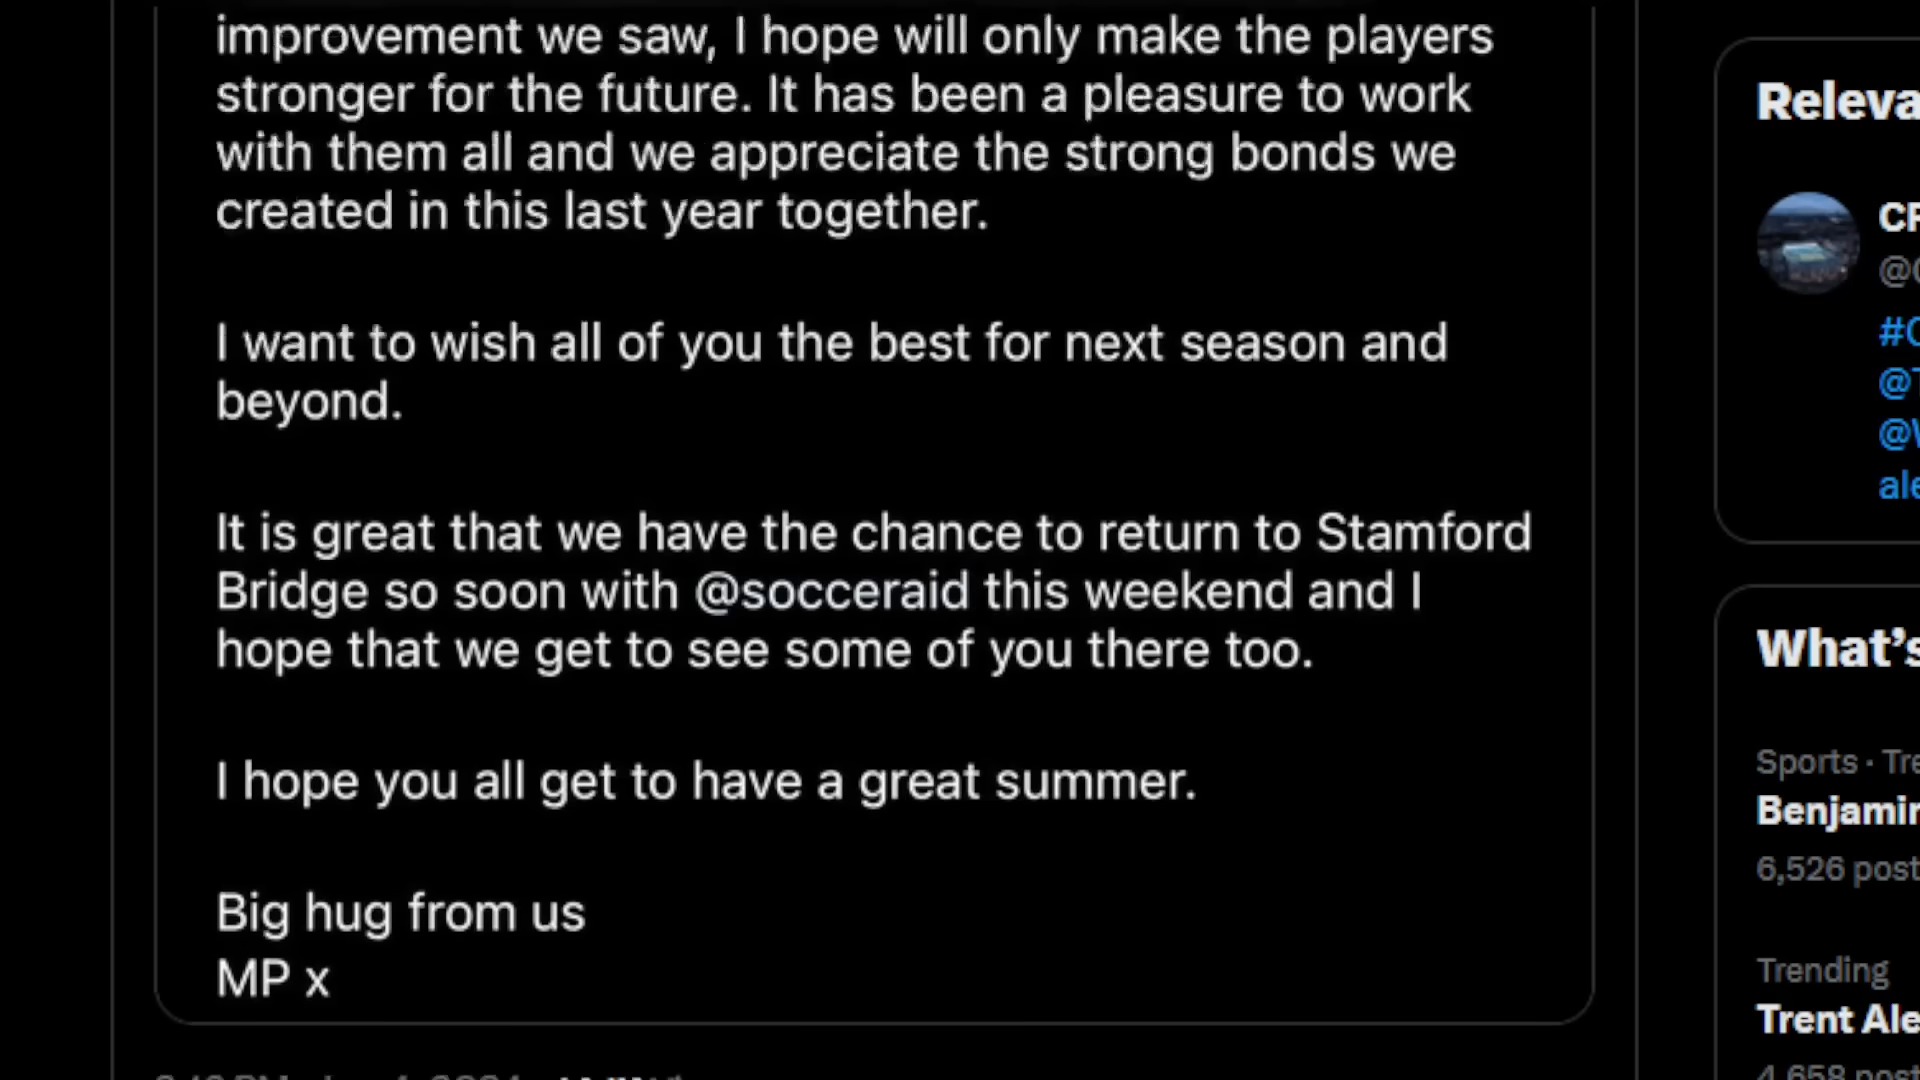 improvement we saw, I hope will only make the players
stronger for the future. It has been a pleasure to work
with them all and we appreciate the strong bonds we
created in this last year together.
I want to wish all of you the best for next season and
beyond.
It is great that we have the chance to return to Stamford
Bridge so soon with @socceraid this weekend and I
hope that we get to see some of you there too.
I hope you all get to have a great summer.
Big hug from us
MP x
Releva
CF
@
#C
@T
@V
ale
What's
Sports · Tre
Benjamin
6,526 post
Trending
Trent Ale
4,658 post